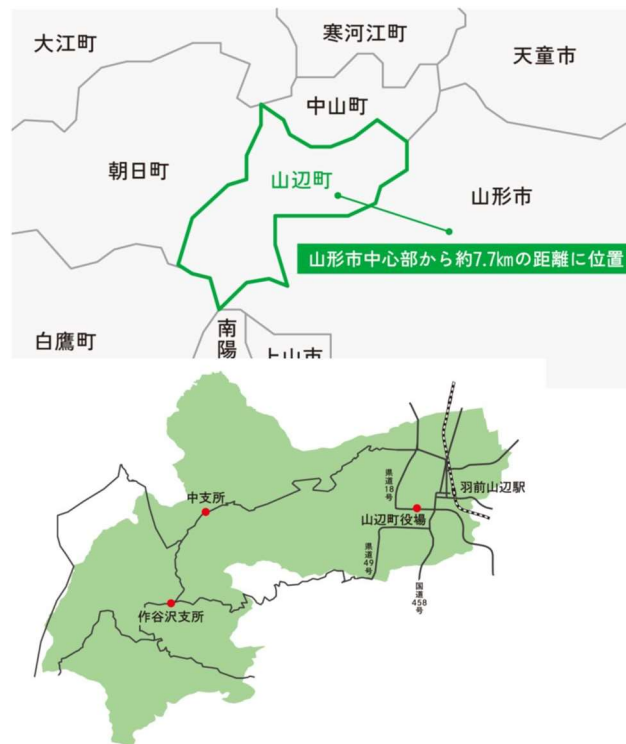 大江町
寒河江町
天童市
中山町
朝日町
山辺町
山形市
山形市中心部から約7.7㎞の距離に位置
白鷹町
南陽
上山市
中支所
県道18号
羽前山辺駅
山辺町役場
県道49号
国道458号
作谷沢支所